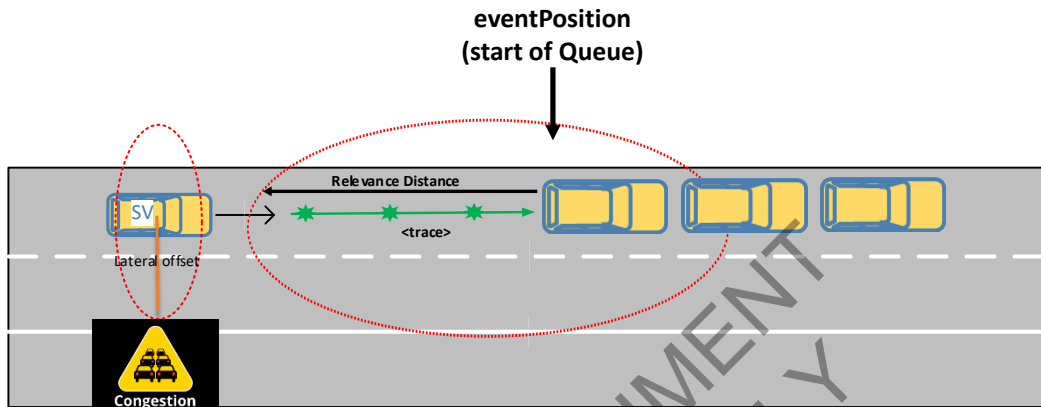 eventPosition
(start of Queue)
Relevance Distance
SV
<trace>
Lateral offset
Congestion